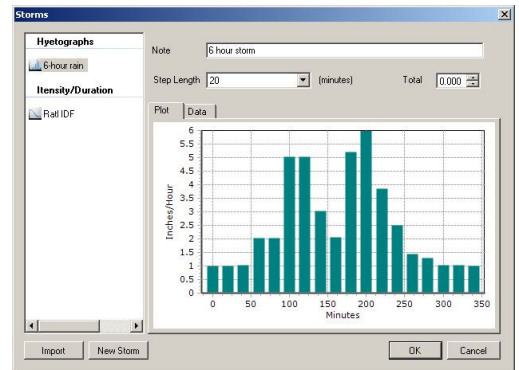 Storms
Hyetographs
6-hour rain
Itensity/Duration
Ratl IDF
Note 6 hour storm
Step Length 20 (minutes) Total 0.000
Plot Data
6
5.5
5
4.5
4
3.5
3
2.5
2
1.5
1
0.5
0
Inches/Hour
0 50 100 150 200 250 300 350
Minutes
Import New Storm OK Cancel